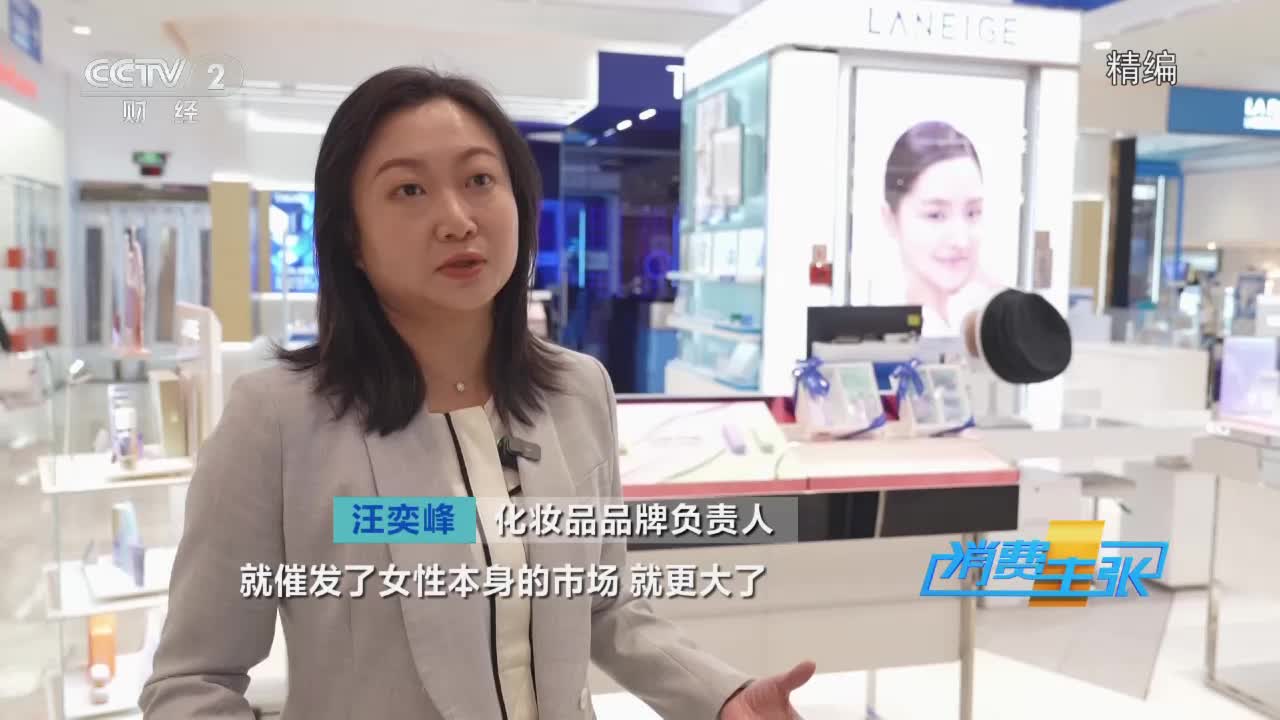 CCTV 2
财 经
LANEIGE
精编
汪奕峰 化妆品品牌负责人
就催发了女性本身的市场 就更大了
消费主张